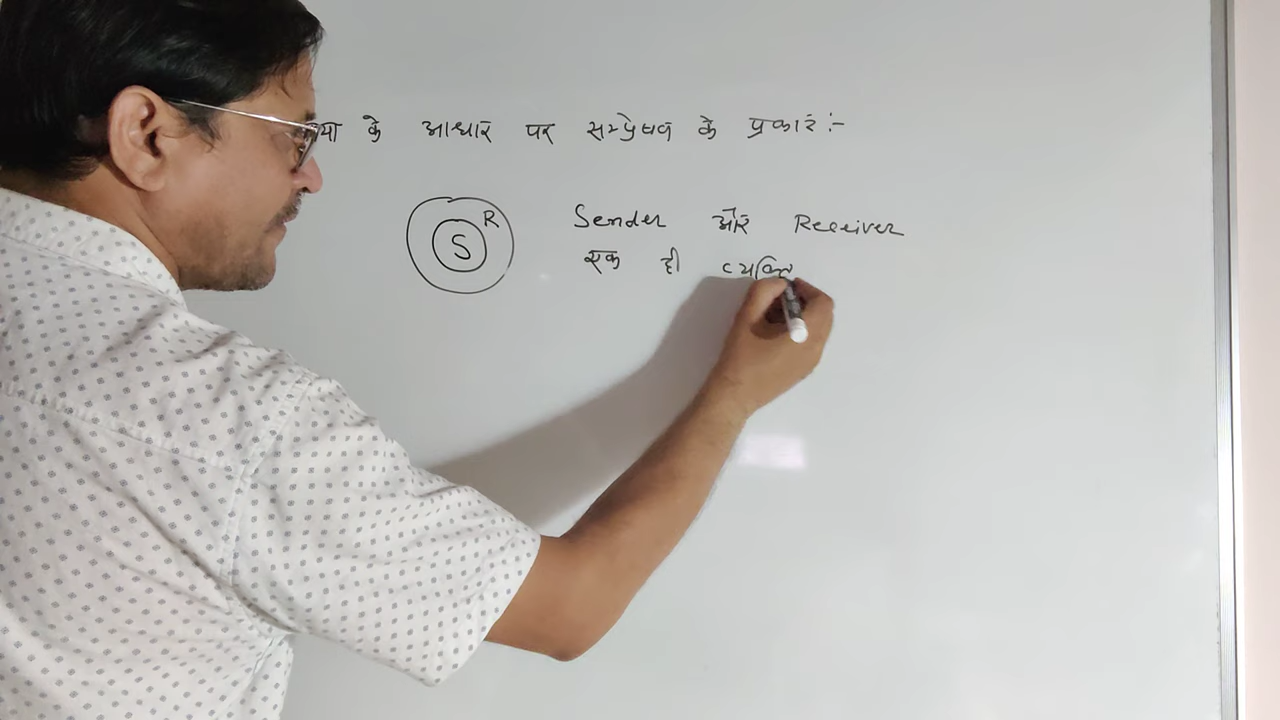 के आधार पर सम्प्रेषण के प्रकार :-
R
S
Sender और Receiver
एक ही व्यक्ति